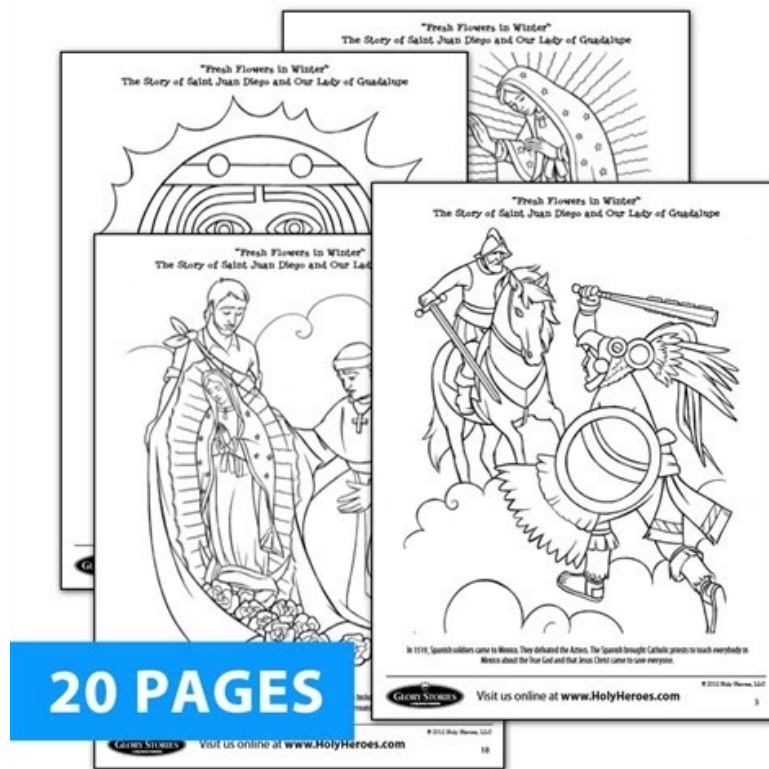 "Fresh Flowers in Winter"
The Story of Saint Juan Diego and Our Lady of Guadalupe
"Fresh Flowers in Winter"
The Story of Saint Juan Diego and Our Lady of Guadalupe
"Fresh Flowers in Winter"
The Story of Saint Juan Diego and Our Lady of Guadalupe
In 1519, Spanish soldiers came to Mexico. They defeated the Aztecs. The Spanish brought Catholic priests to teach everybody in
Mexico about the True God and that Jesus Christ came to save everyone.
© 2012 Holy Heroes, LLC
GLORY STORIES
Visit us online at www.HolyHeroes.com
3
"Fresh Flowers in Winter"
The Story of Saint Juan Diego and Our Lad
20 PAGES
© 2012 Holy Heroes, LLC
GLORY STORIES
Visit us online at www.HolyHeroes.com
18